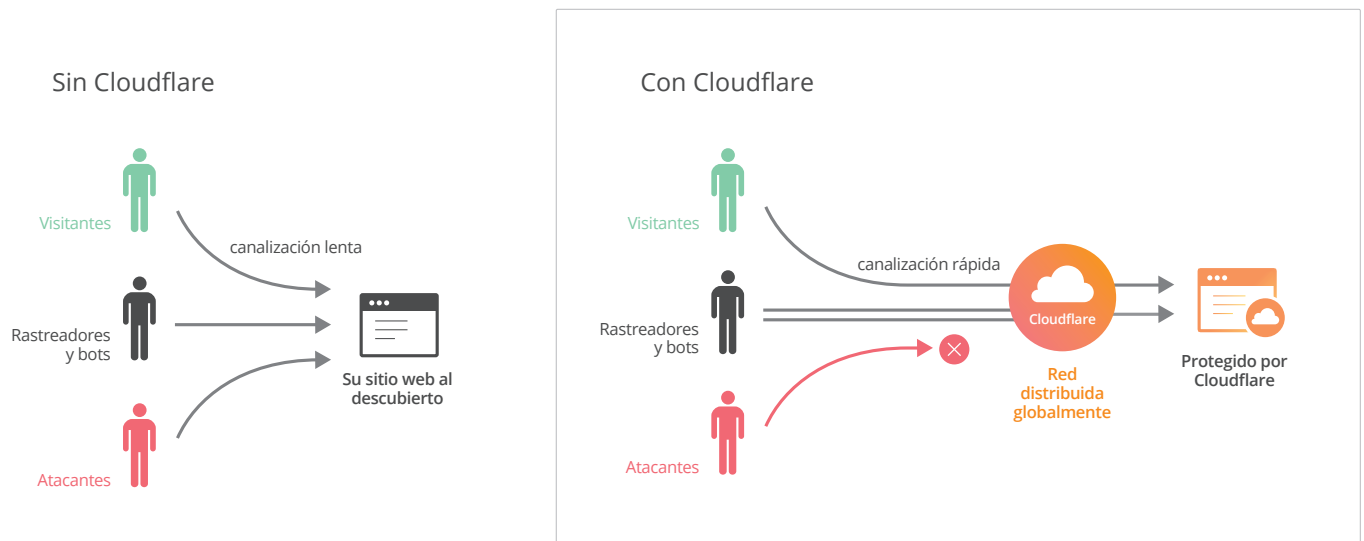 Sin Cloudflare
Visitantes
canalización lenta
Rastreadores
y bots
Su sitio web al
descubierto
Atacantes
Con Cloudflare
Visitantes
canalización rápida
Rastreadores
y bots
Cloudflare
Red
distribuida
globalmente
Protegido por
Cloudflare
Atacantes